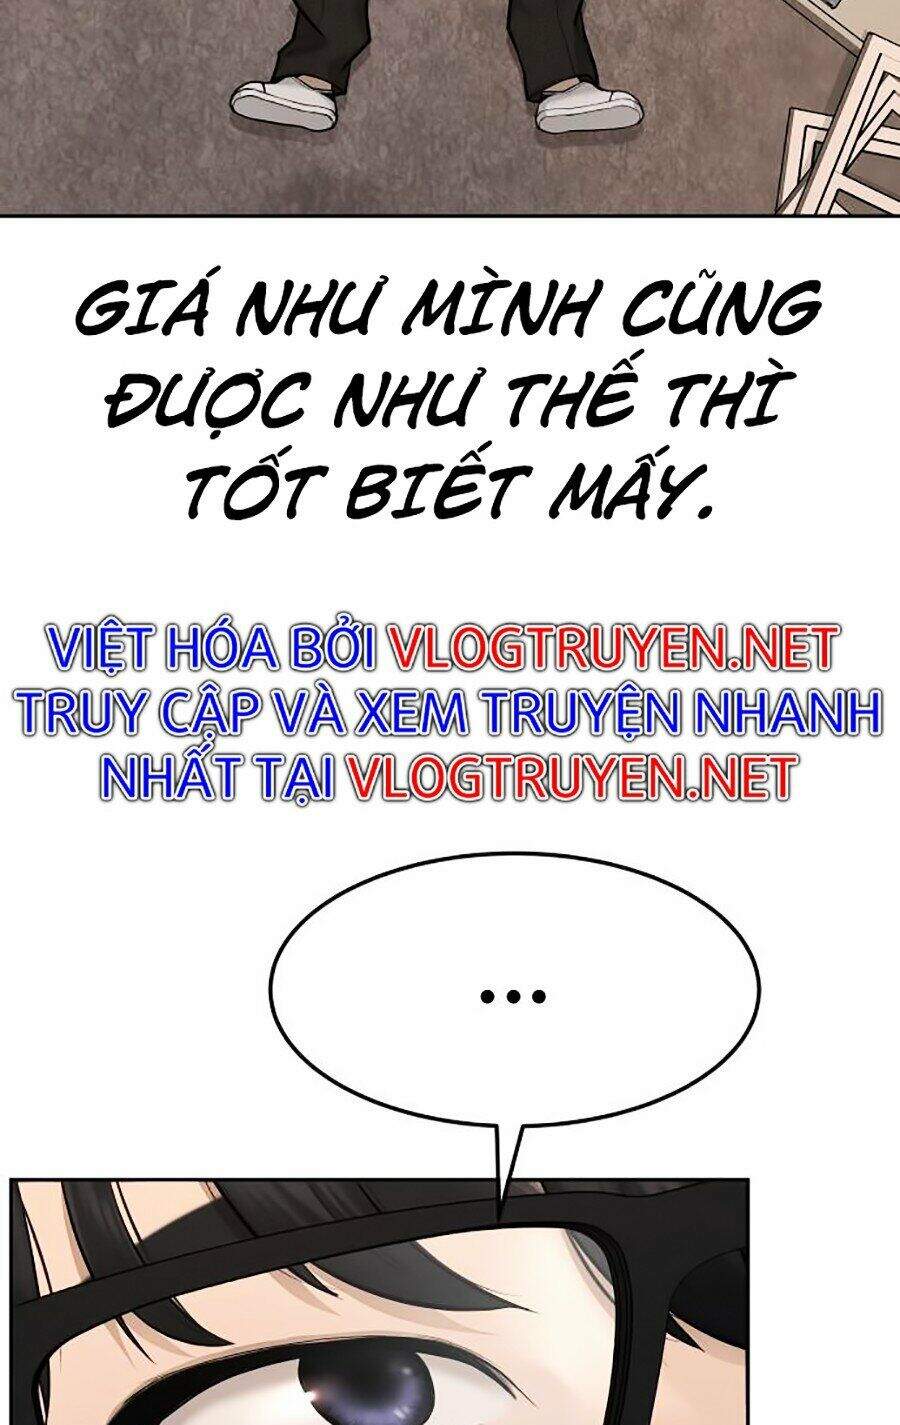 GIÁ NHƯ MÌNH CŨNG
ĐƯỢC NHƯ THẾ THÌ
TỐT BIẾT MẤY.
VIỆT HÓA BỞI VLOGTRUYEN.NET
TRUY CẬP VÀ XEM TRUYỆN NHANH
NHẤT TẠI VLOGTRUYEN.NET
...